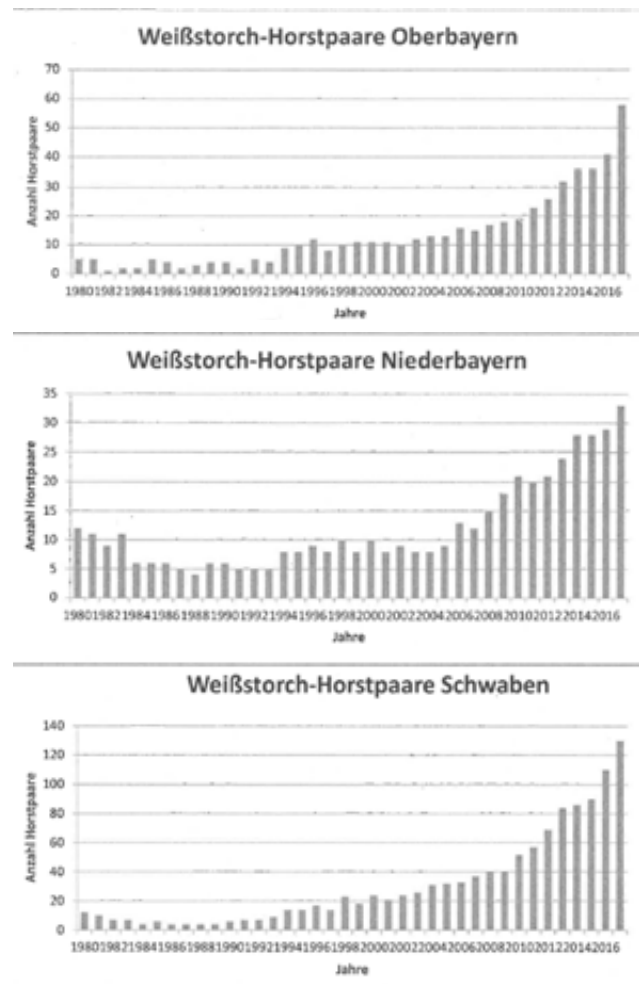 Weißstorch-Horstpaare Oberbayern
70
60
50
40
30
20
10
0
Anzahl Horstpaare
1980 1982 1984 1986 1988 1990 1992 1994 1996 1998 2000 2002 2004 2006 2008 2010 2012 2014 2016
Jahre
Weißstorch-Horstpaare Niederbayern
35
30
25
20
15
10
5
0
Anzahl Horstpaare
1980 1982 1984 1986 1988 1990 1992 1994 1996 1998 2000 2002 2004 2006 2008 2010 2012 2014 2016
Jahre
Weißstorch-Horstpaare Schwaben
140
120
100
80
60
40
20
0
Anzahl Horstpaare
1980 1982 1984 1986 1988 1990 1992 1994 1996 1998 2000 2002 2004 2006 2008 2010 2012 2014 2016
Jahre